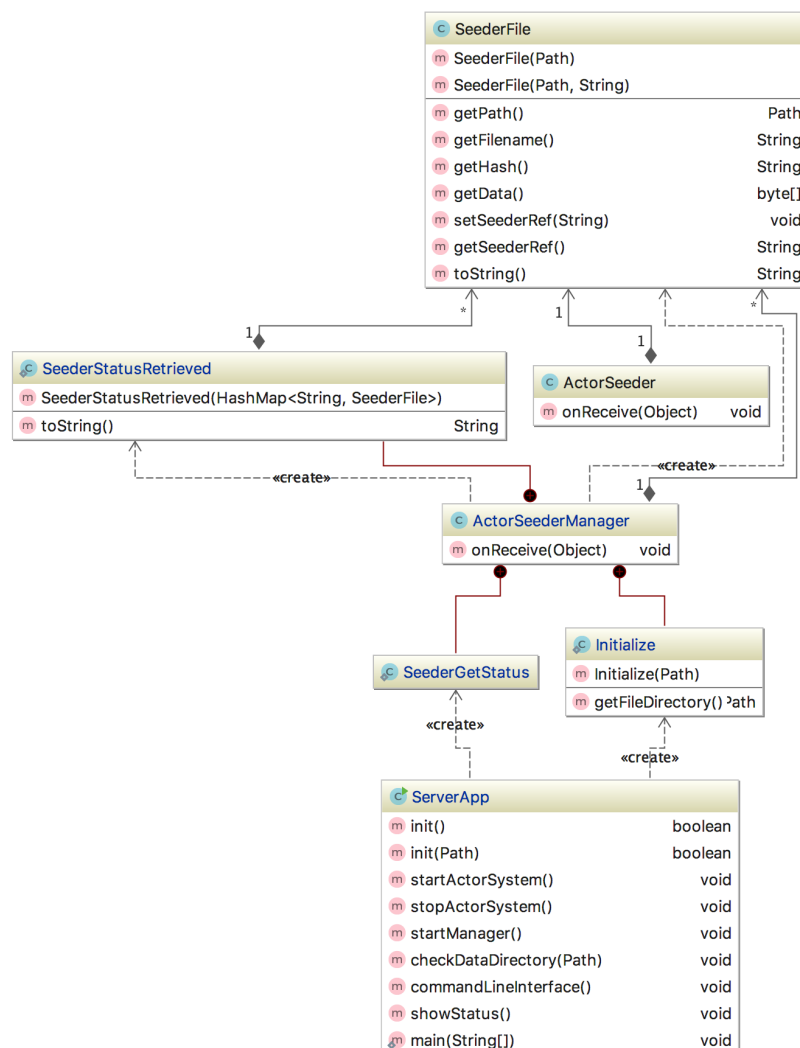 SeederFile
SeederFile(Path)
SeederFile(Path, String)
getPath() Path
getFilename() String
getHash() String
getData() byte[]
setSeederRef(String) void
getSeederRef() String
toString() String
* 1 *
1 1
SeederStatusRetrieved
SeederStatusRetrieved(HashMap<String, SeederFile>)
toString() String
ActorSeeder
onReceive(Object) void
«create»
«create»
1
ActorSeederManager
onReceive(Object) void
SeederGetStatus
Initialize
Initialize(Path)
getFileDirectory() Path
«create»
«create»
ServerApp
init() boolean
init(Path) boolean
startActorSystem() void
stopActorSystem() void
startManager() void
checkDataDirectory(Path) void
commandLineInterface() void
showStatus() void
main(String[]) void